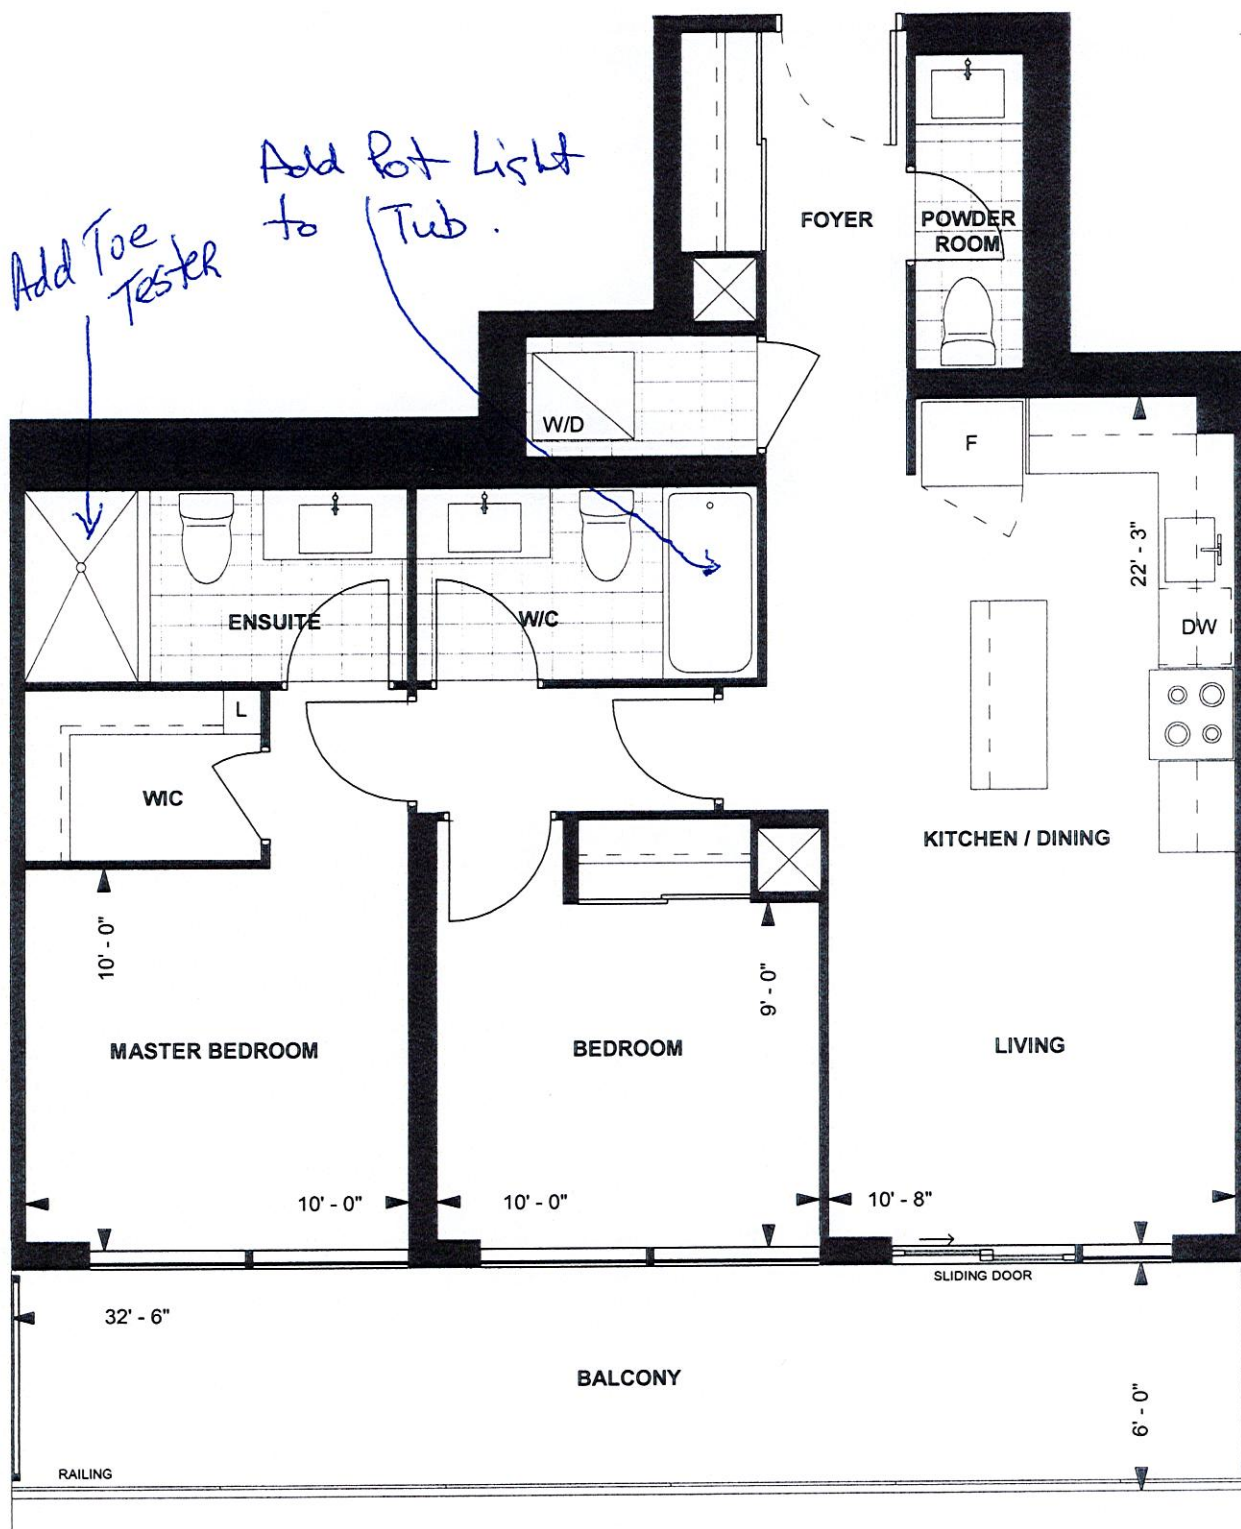 Add Pot Light
to Tub.
Add Toe
Tester
FOYER
POWDER
ROOM
W/D
F
22' - 3"
ENSUITE
W/C
DW
L
WIC
KITCHEN / DINING
10' - 0"
9' - 0"
MASTER BEDROOM
BEDROOM
LIVING
10' - 0"
10' - 0"
10' - 8"
SLIDING DOOR
32' - 6"
BALCONY
6' - 0"
RAILING